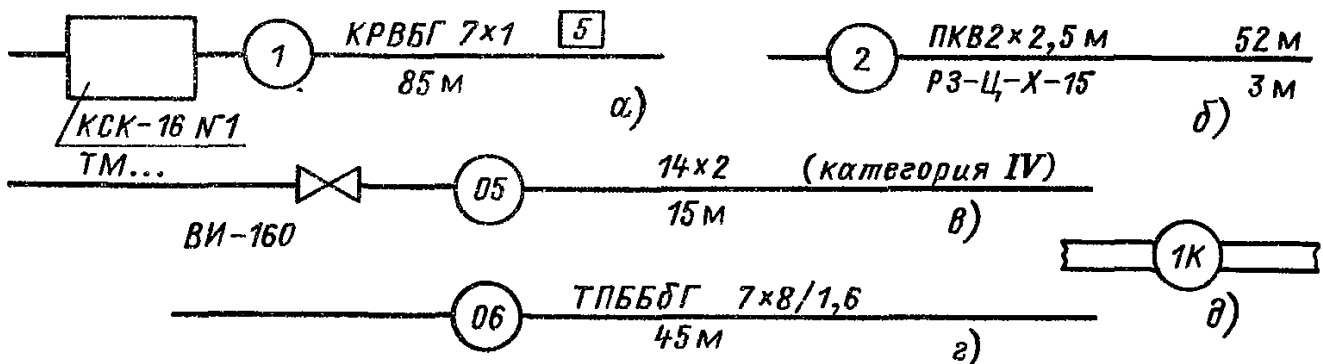 КРВБГ 7×1 5
1
85 м
а)
КСК-16 №1
ПКВ2×2,5 м 52 м
2
РЗ-Ц-Х-15 3 м
б)
ТМ...
14×2 (категория IV)
05
15 м
в)
ВИ-160
1К
д)
ТПББбГ 7×8/1,6
06
45 м
г)